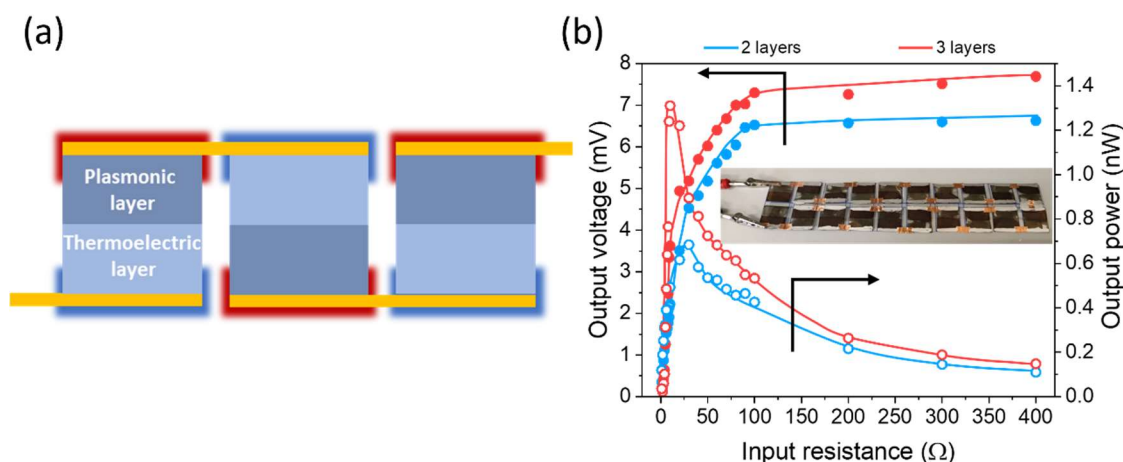 (a)
Plasmonic
layer
Thermoelectric
layer
(b)
2 layers
3 layers
8
7
6
5
4
3
2
1
0
Output voltage (mV)
1.4
1.2
1.0
0.8
0.6
0.4
0.2
0.0
Output power (nW)
0 50 100 150 200 250 300 350 400
Input resistance (Ω)